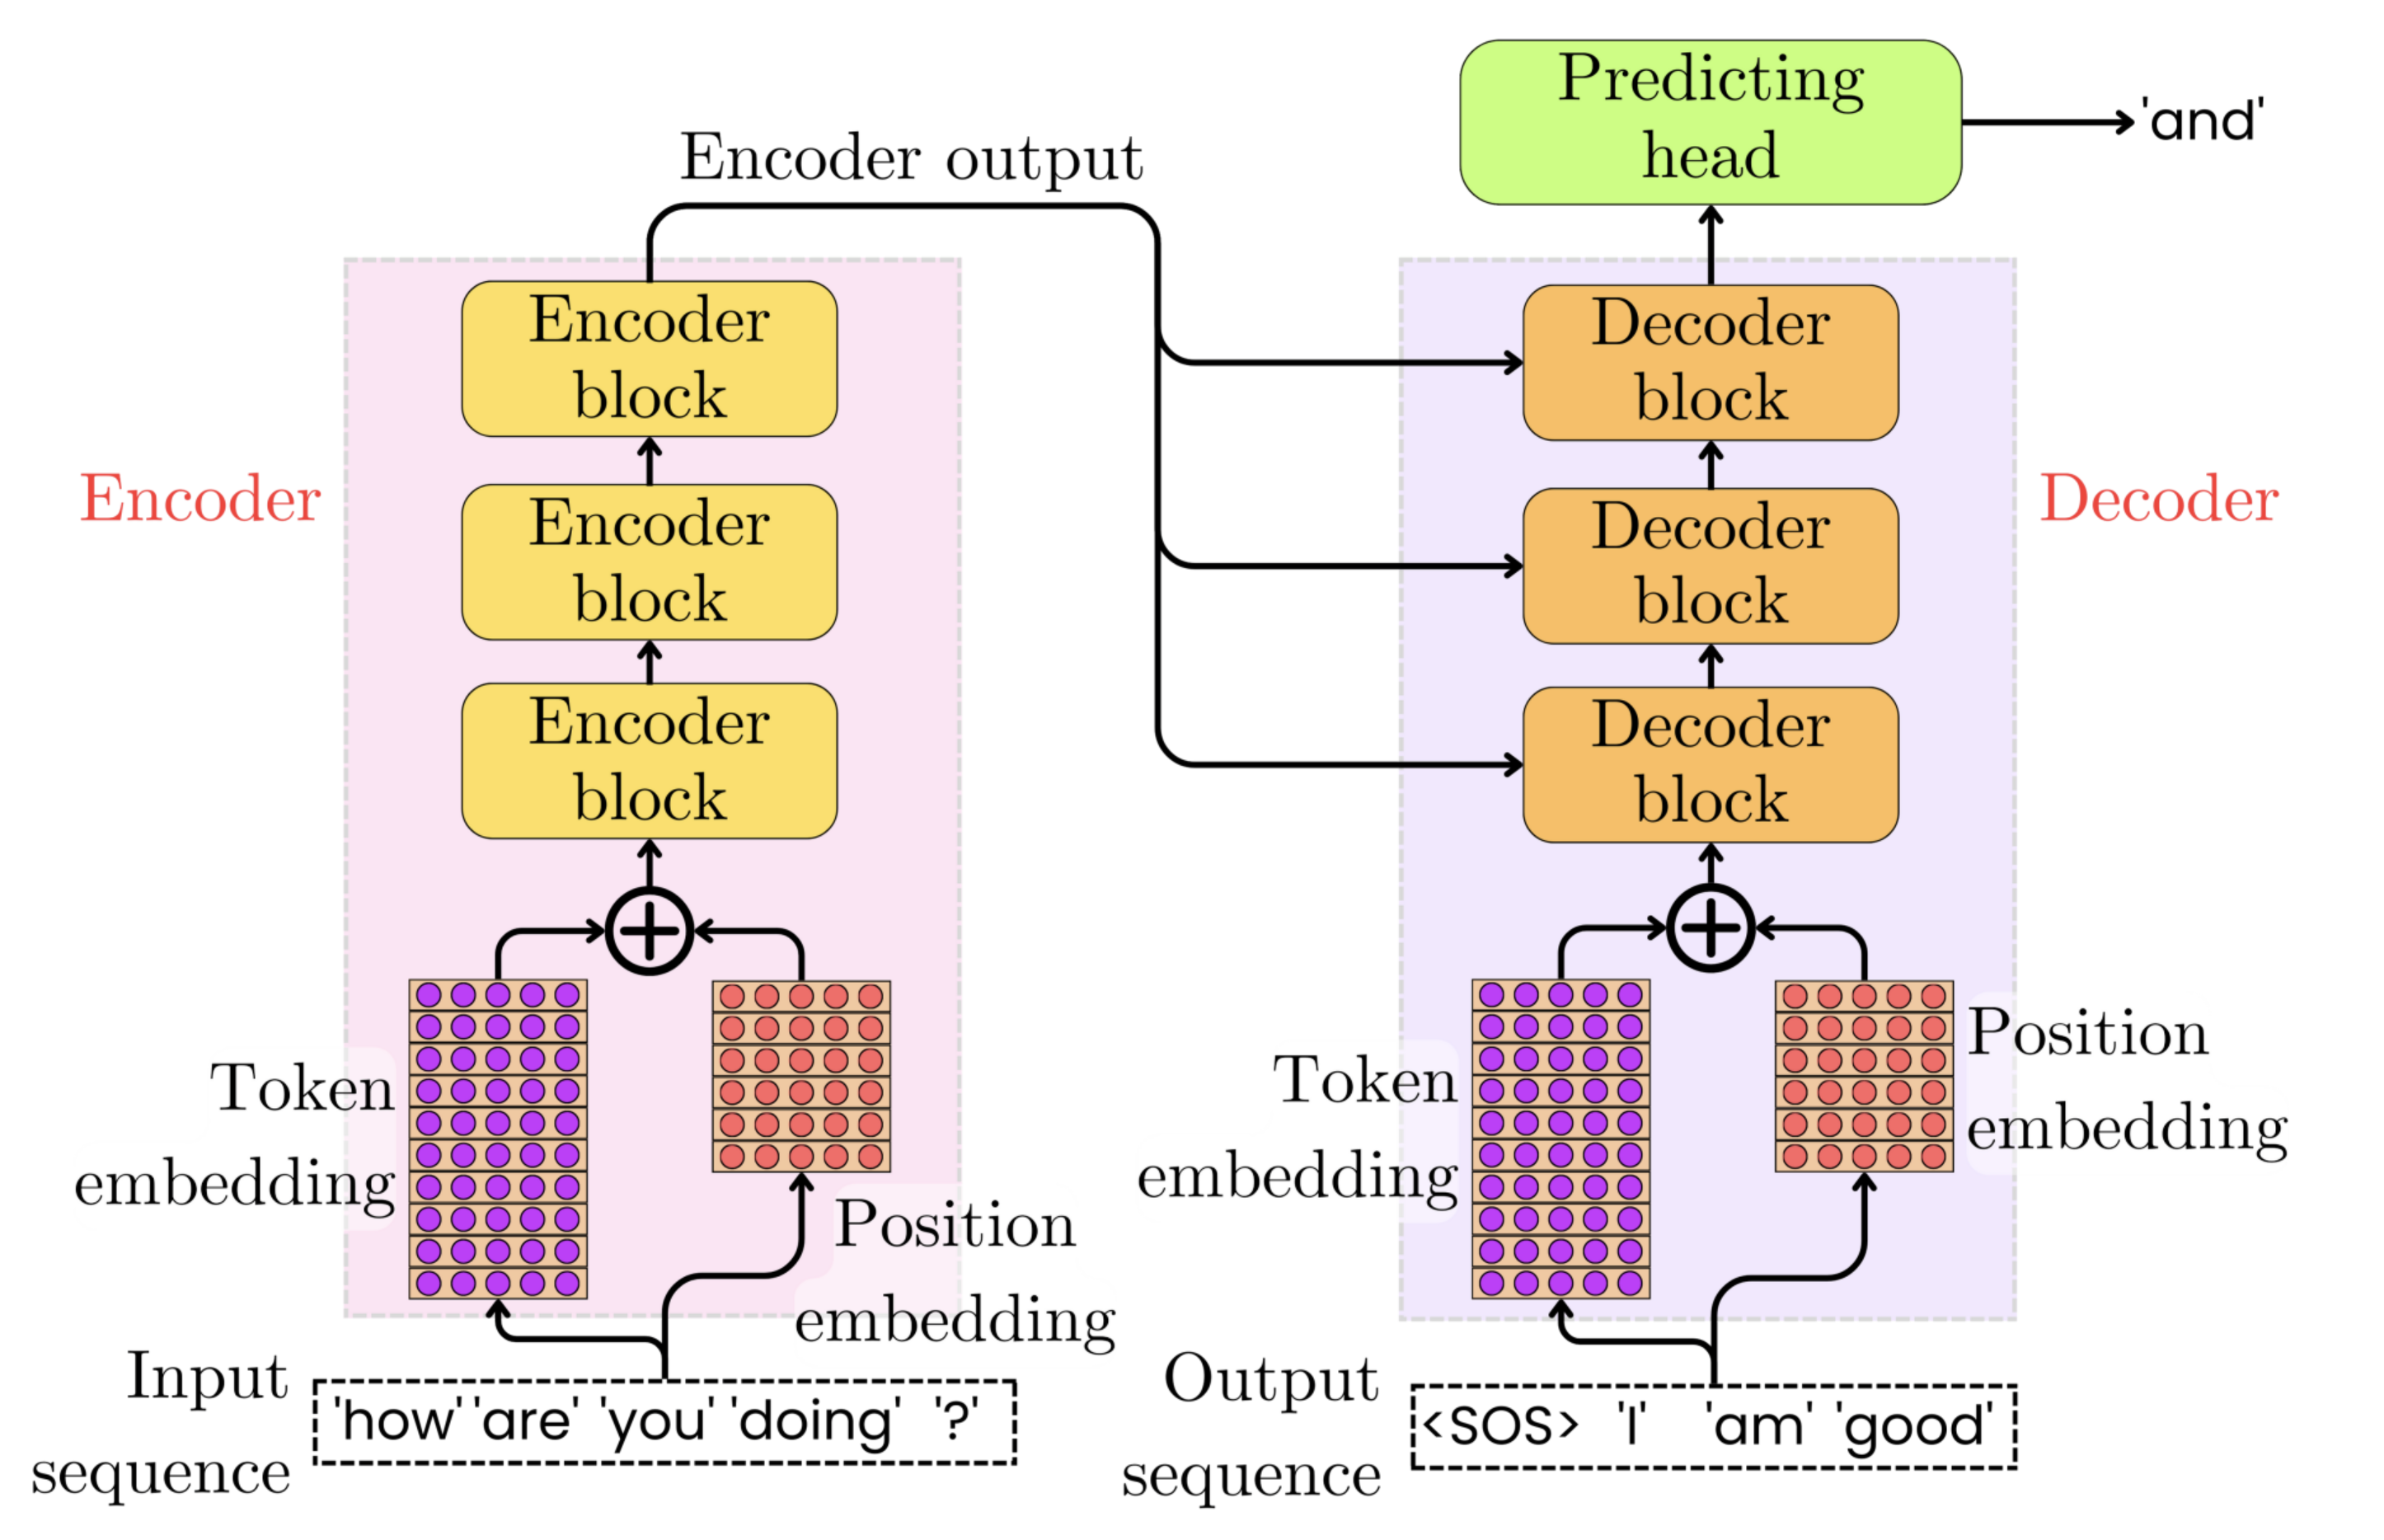 Predicting
head
'and'
Encoder output
Encoder
block
Encoder
block
Encoder
block
Encoder
Decoder
block
Decoder
block
Decoder
block
Decoder
Token
embedding
Position
embedding
Token
embedding
Position
embedding
Input
sequence
'how' 'are' 'you' 'doing' '?'
Output
sequence
<SOS> 'I' 'am' 'good'